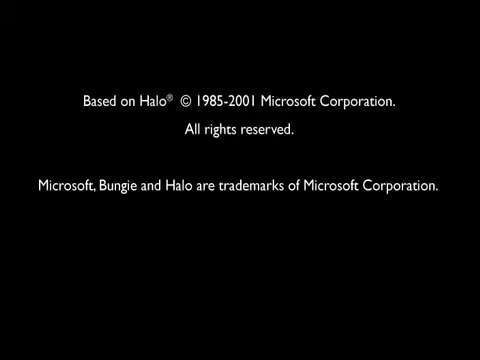 Based on Halo® © 1985-2001 Microsoft Corporation.
All rights reserved.
Microsoft, Bungie and Halo are trademarks of Microsoft Corporation.